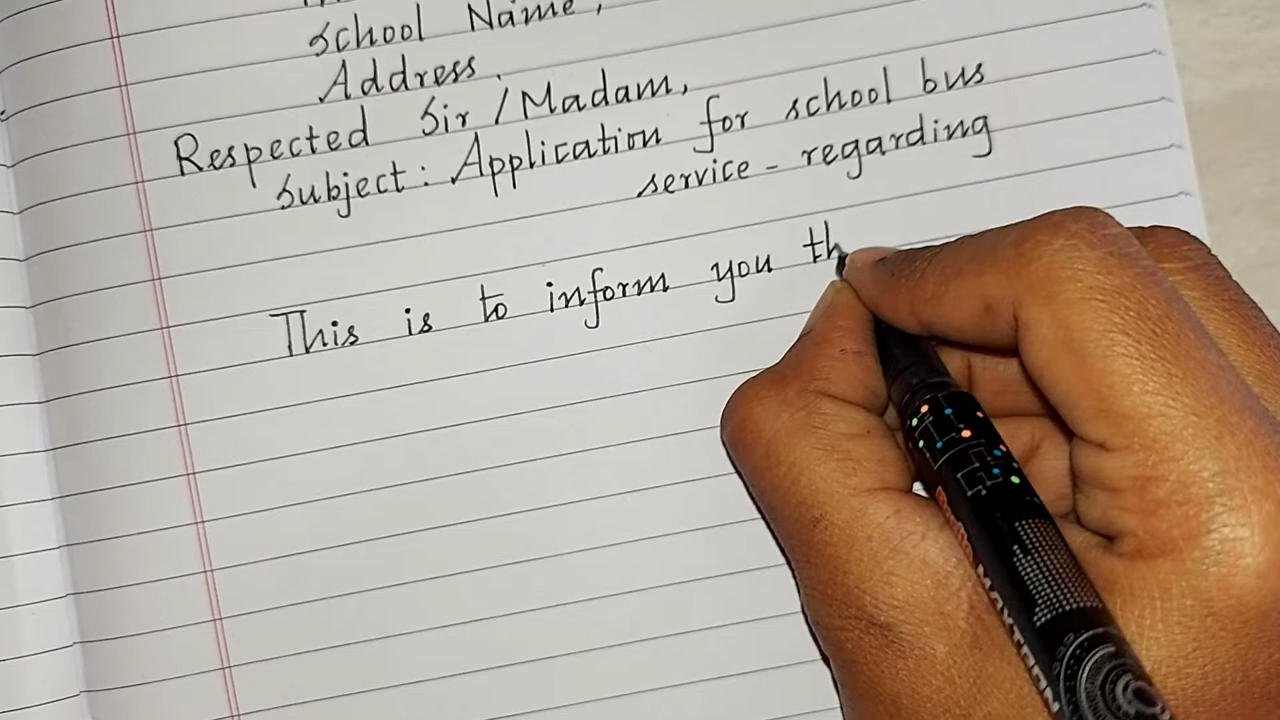 School Name,
Address.
Respected Sir/Madam,
Subject: Application for school bus
service - regarding
This is to inform you th